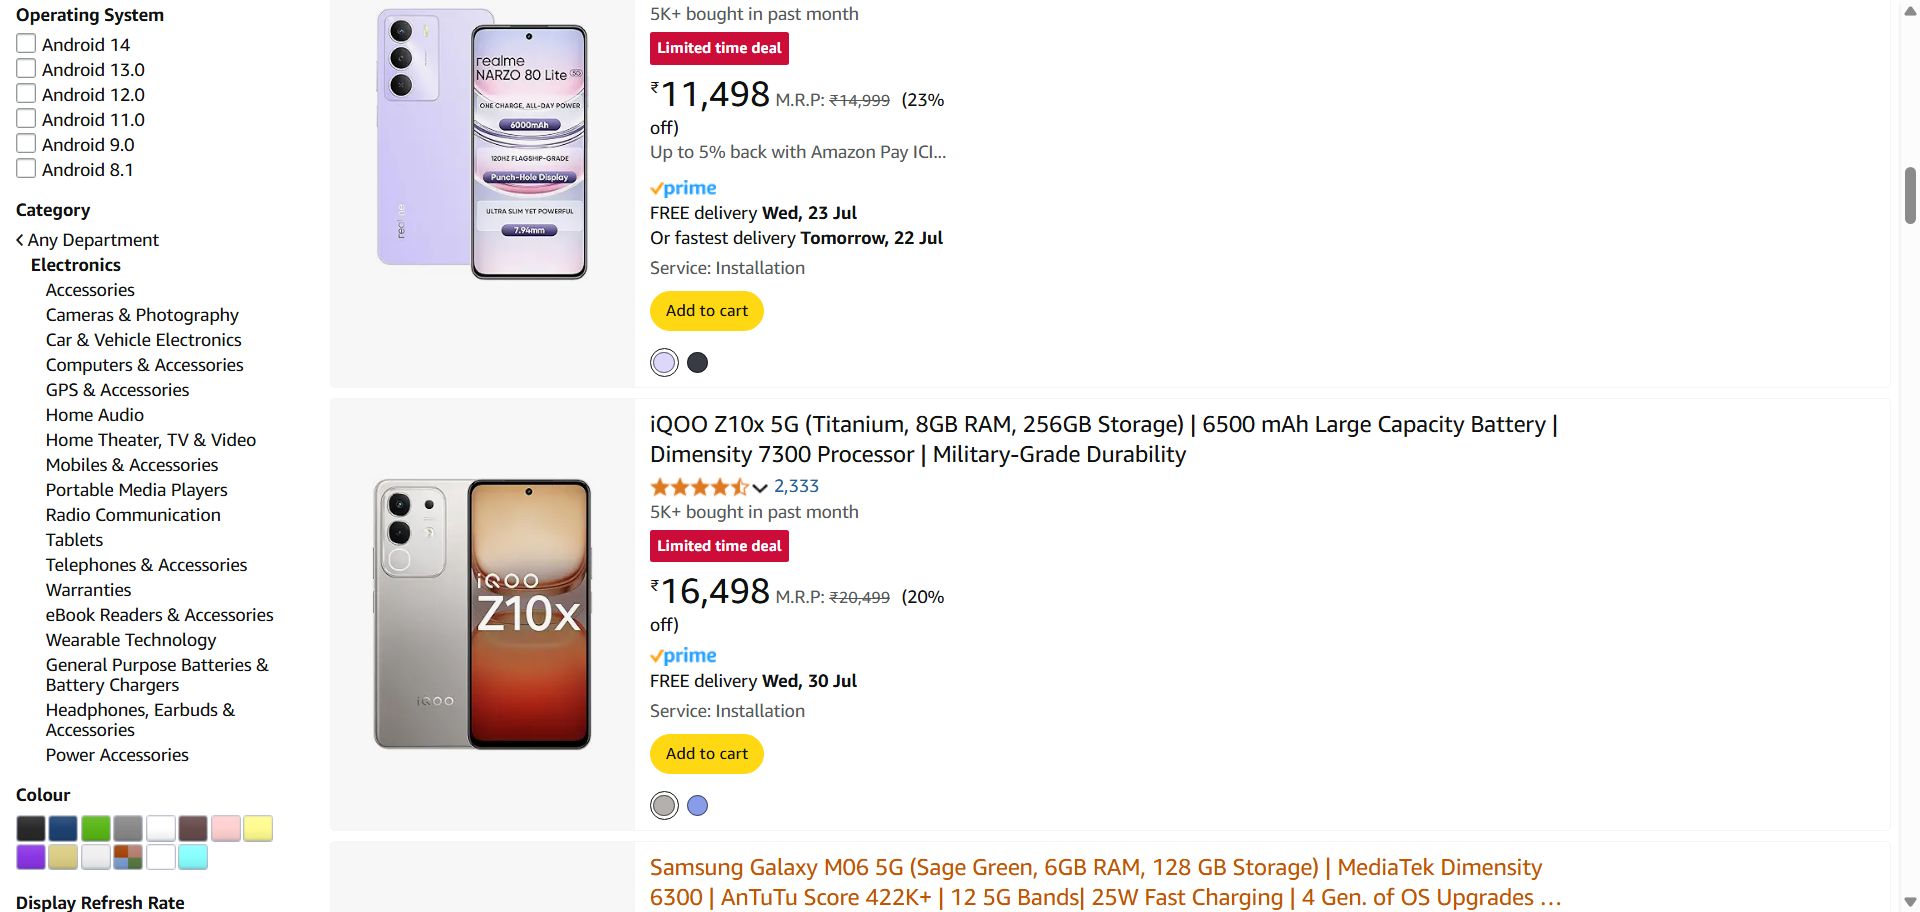 Operating System
Android 14
Android 13.0
Android 12.0
Android 11.0
Android 9.0
Android 8.1
Category
Any Department
Electronics
Accessories
Cameras & Photography
Car & Vehicle Electronics
Computers & Accessories
GPS & Accessories
Home Audio
Home Theater, TV & Video
Mobiles & Accessories
Portable Media Players
Radio Communication
Tablets
Telephones & Accessories
Warranties
eBook Readers & Accessories
Wearable Technology
General Purpose Batteries &
Battery Chargers
Headphones, Earbuds &
Accessories
Power Accessories
Colour
Display Refresh Rate
realme
realme
NARZO 80 Lite 5G
ONE CHARGE, ALL-DAY POWER
6000mAh
120HZ FLAGSHIP-GRADE
Punch-Hole Display
ULTRA SLIM YET POWERFUL
7.94mm
5K+ bought in past month
Limited time deal
₹11,498 M.R.P: ₹14,999 (23%
off)
Up to 5% back with Amazon Pay ICI...
prime
FREE delivery Wed, 23 Jul
Or fastest delivery Tomorrow, 22 Jul
Service: Installation
Add to cart
iQOO
iQOO
Z10x
iQOO Z10x 5G (Titanium, 8GB RAM, 256GB Storage) | 6500 mAh Large Capacity Battery |
Dimensity 7300 Processor | Military-Grade Durability
2,333
5K+ bought in past month
Limited time deal
₹16,498 M.R.P: ₹20,499 (20%
off)
prime
FREE delivery Wed, 30 Jul
Service: Installation
Add to cart
Samsung Galaxy M06 5G (Sage Green, 6GB RAM, 128 GB Storage) | MediaTek Dimensity
6300 | AnTuTu Score 422K+ | 12 5G Bands| 25W Fast Charging | 4 Gen. of OS Upgrades …